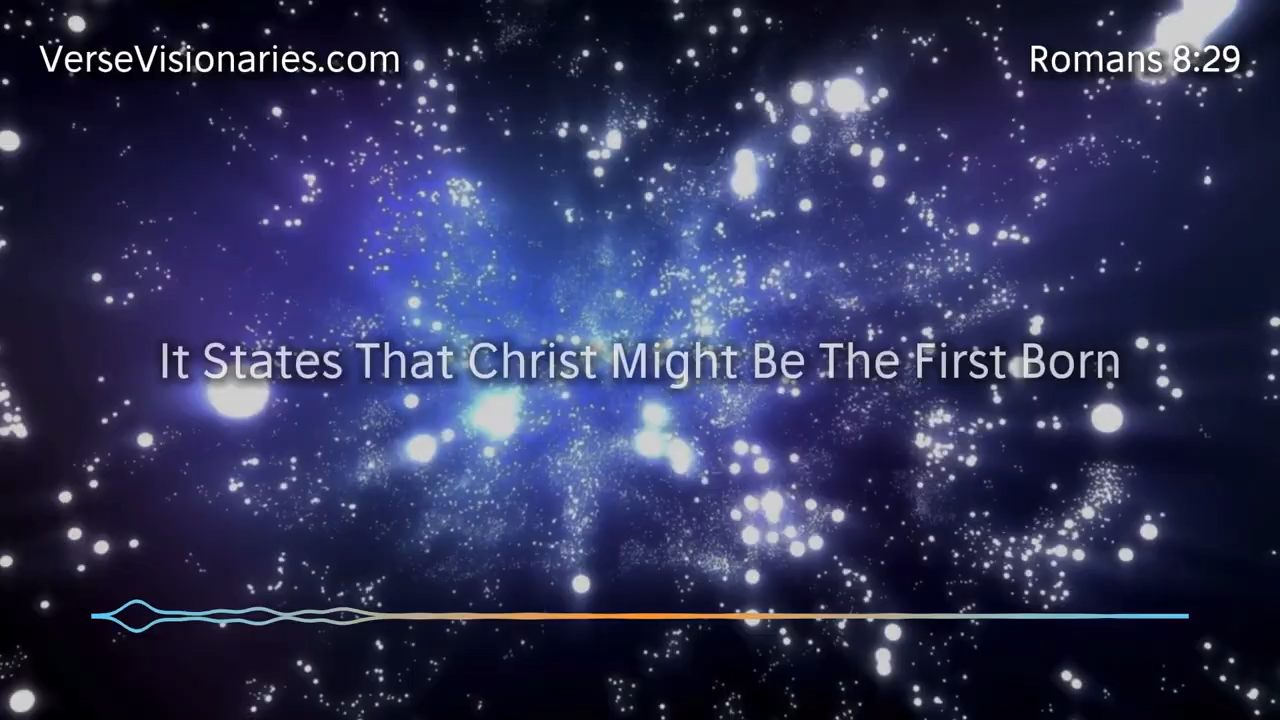 VerseVisionaries.com
Romans 8:29
It States That Christ Might Be The First Born